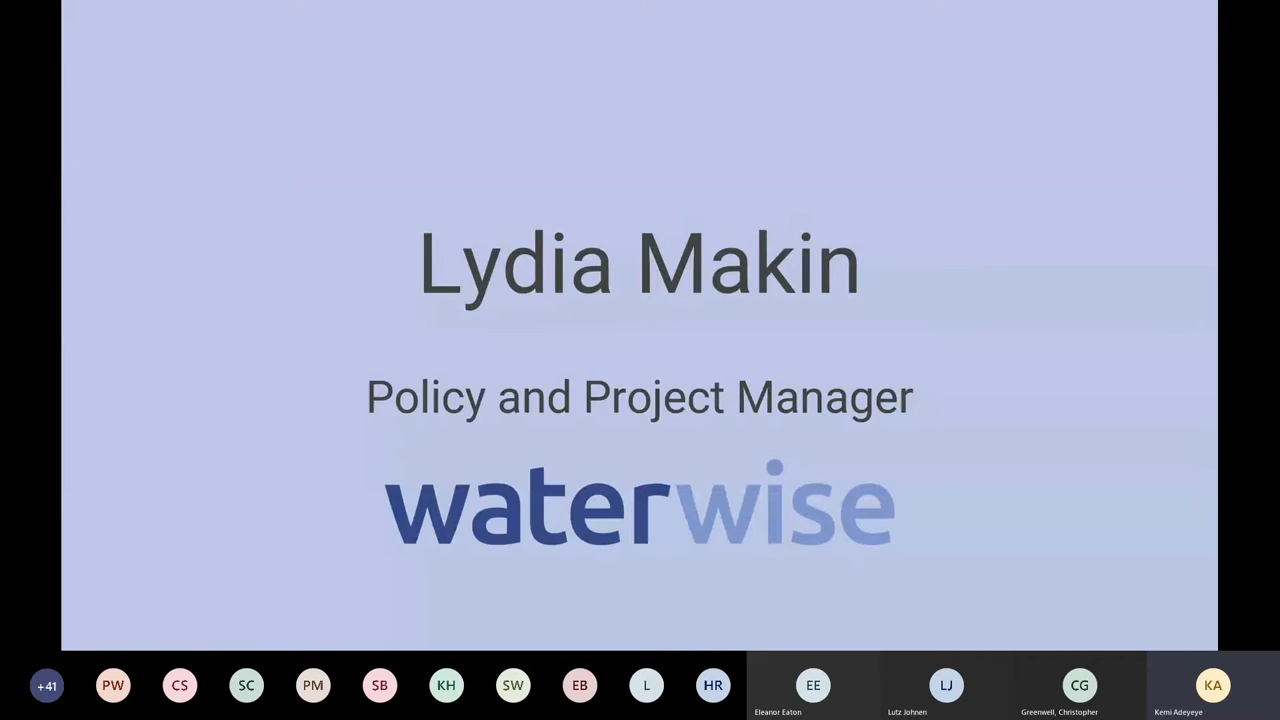 Lydia Makin
Policy and Project Manager
waterwise
+41
PW
CS
SC
PM
SB
KH
SW
EB
L
HR
EE
Eleanor Eaton
LJ
Lutz Johnen
CG
Greenwell, Christopher
KA
Kemi Adeyeye